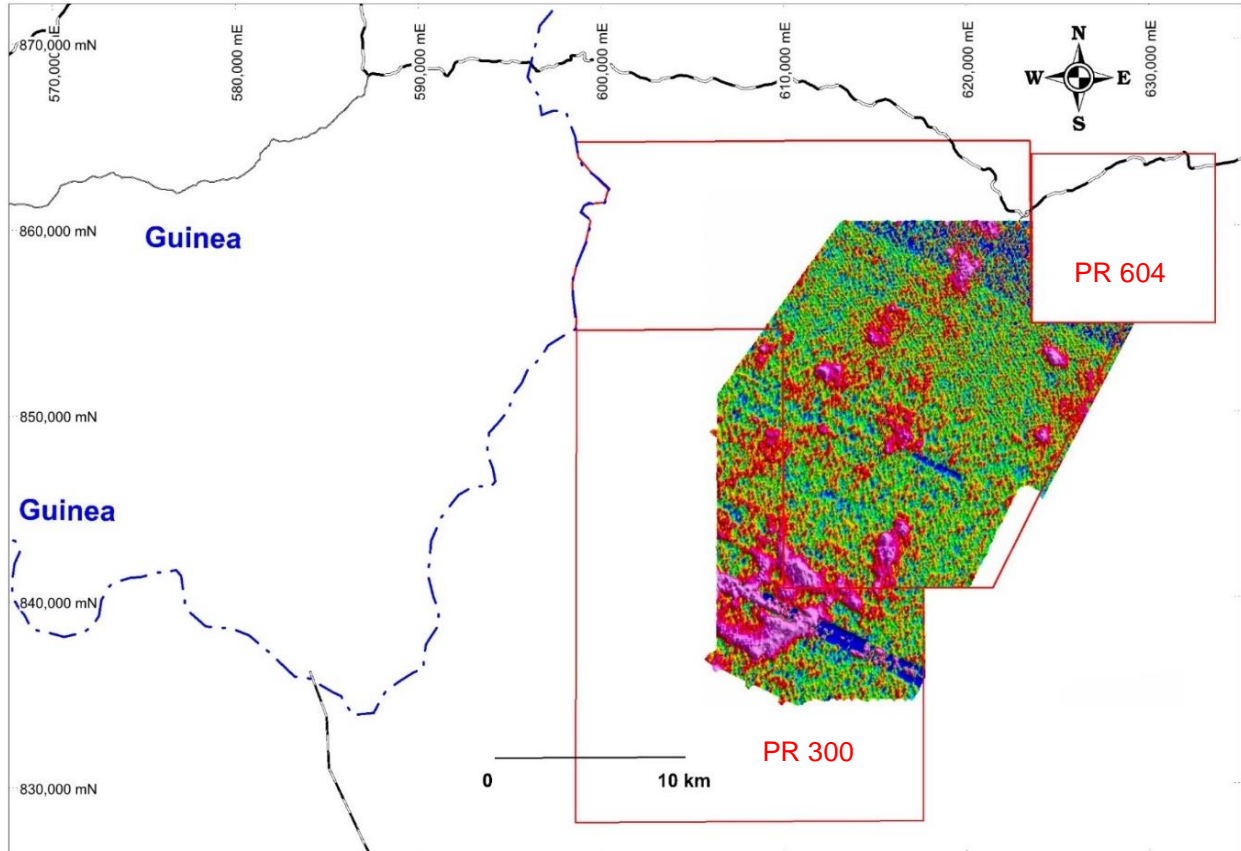 870,000 mN
570,000 mE
580,000 mE
590,000 mE
600,000 mE
610,000 mE
620,000 mE
630,000 mE
N
W E
S
860,000 mN
Guinea
PR 604
850,000 mN
Guinea
840,000 mN
PR 300
0 10 km
830,000 mN